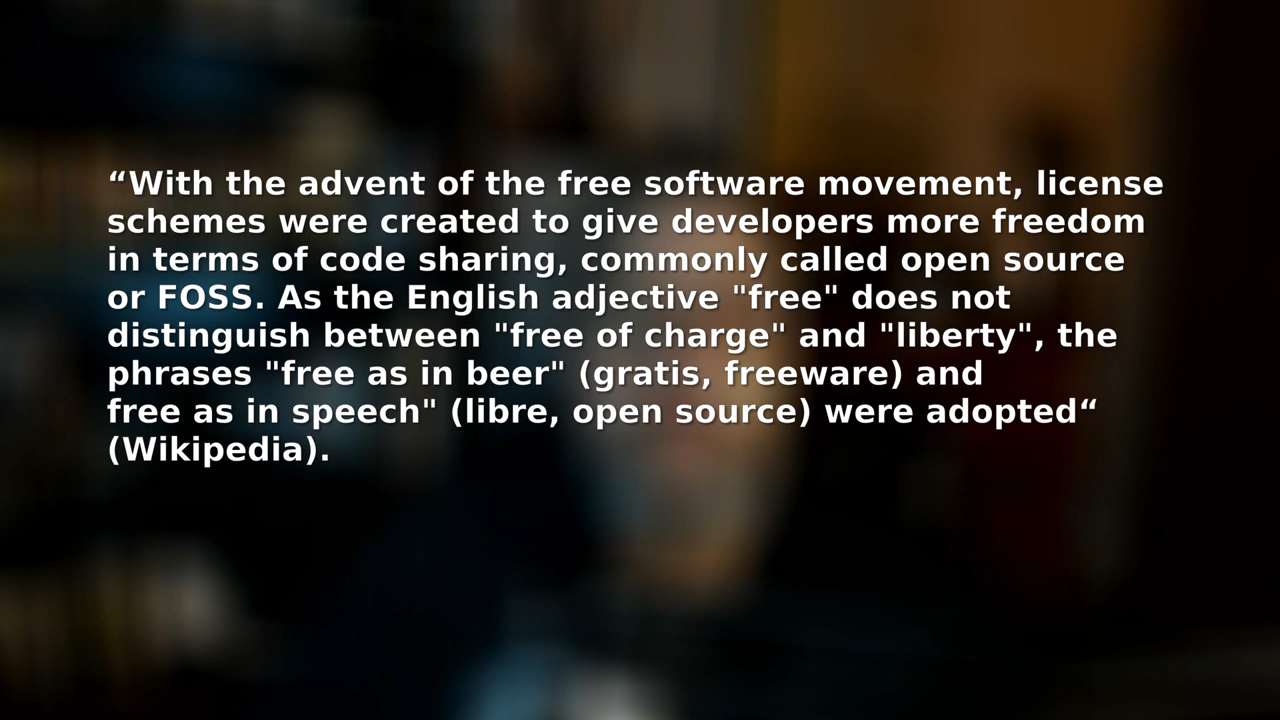 “With the advent of the free software movement, license
schemes were created to give developers more freedom
in terms of code sharing, commonly called open source
or FOSS. As the English adjective "free" does not
distinguish between "free of charge" and "liberty", the
phrases "free as in beer" (gratis, freeware) and
free as in speech" (libre, open source) were adopted“
(Wikipedia).